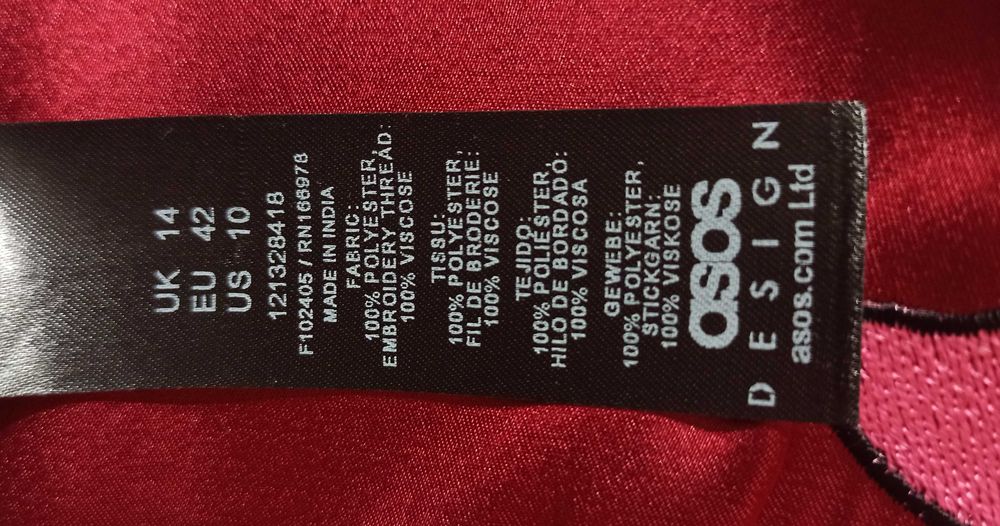 UK 14
EU 42
US 10
121328418
F102405 / RN166978
MADE IN INDIA
FABRIC:
100% POLYESTER,
EMBROIDERY THREAD:
100% VISCOSE
TISSU:
100% POLYESTER,
FIL DE BRODERIE:
100% VISCOSE
TEJIDO:
100% POLIÉSTER,
HILO DE BORDADO:
100% VISCOSA
GEWEBE:
100% POLYESTER,
STICKGARN:
100% VISKOSE
asos
DESIGN
asos.com Ltd